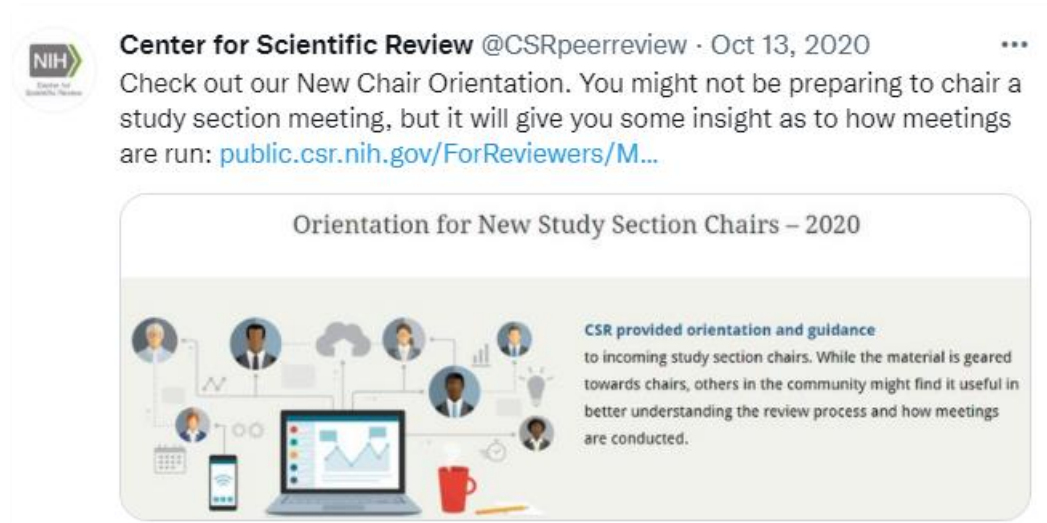 Center for Scientific Review @CSRpeerreview · Oct 13, 2020
NIH
Center for
Scientific Review
Check out our New Chair Orientation. You might not be preparing to chair a
study section meeting, but it will give you some insight as to how meetings
are run: public.csr.nih.gov/ForReviewers/M...
Orientation for New Study Section Chairs – 2020
CSR provided orientation and guidance
to incoming study section chairs. While the material is geared
towards chairs, others in the community might find it useful in
better understanding the review process and how meetings
are conducted.